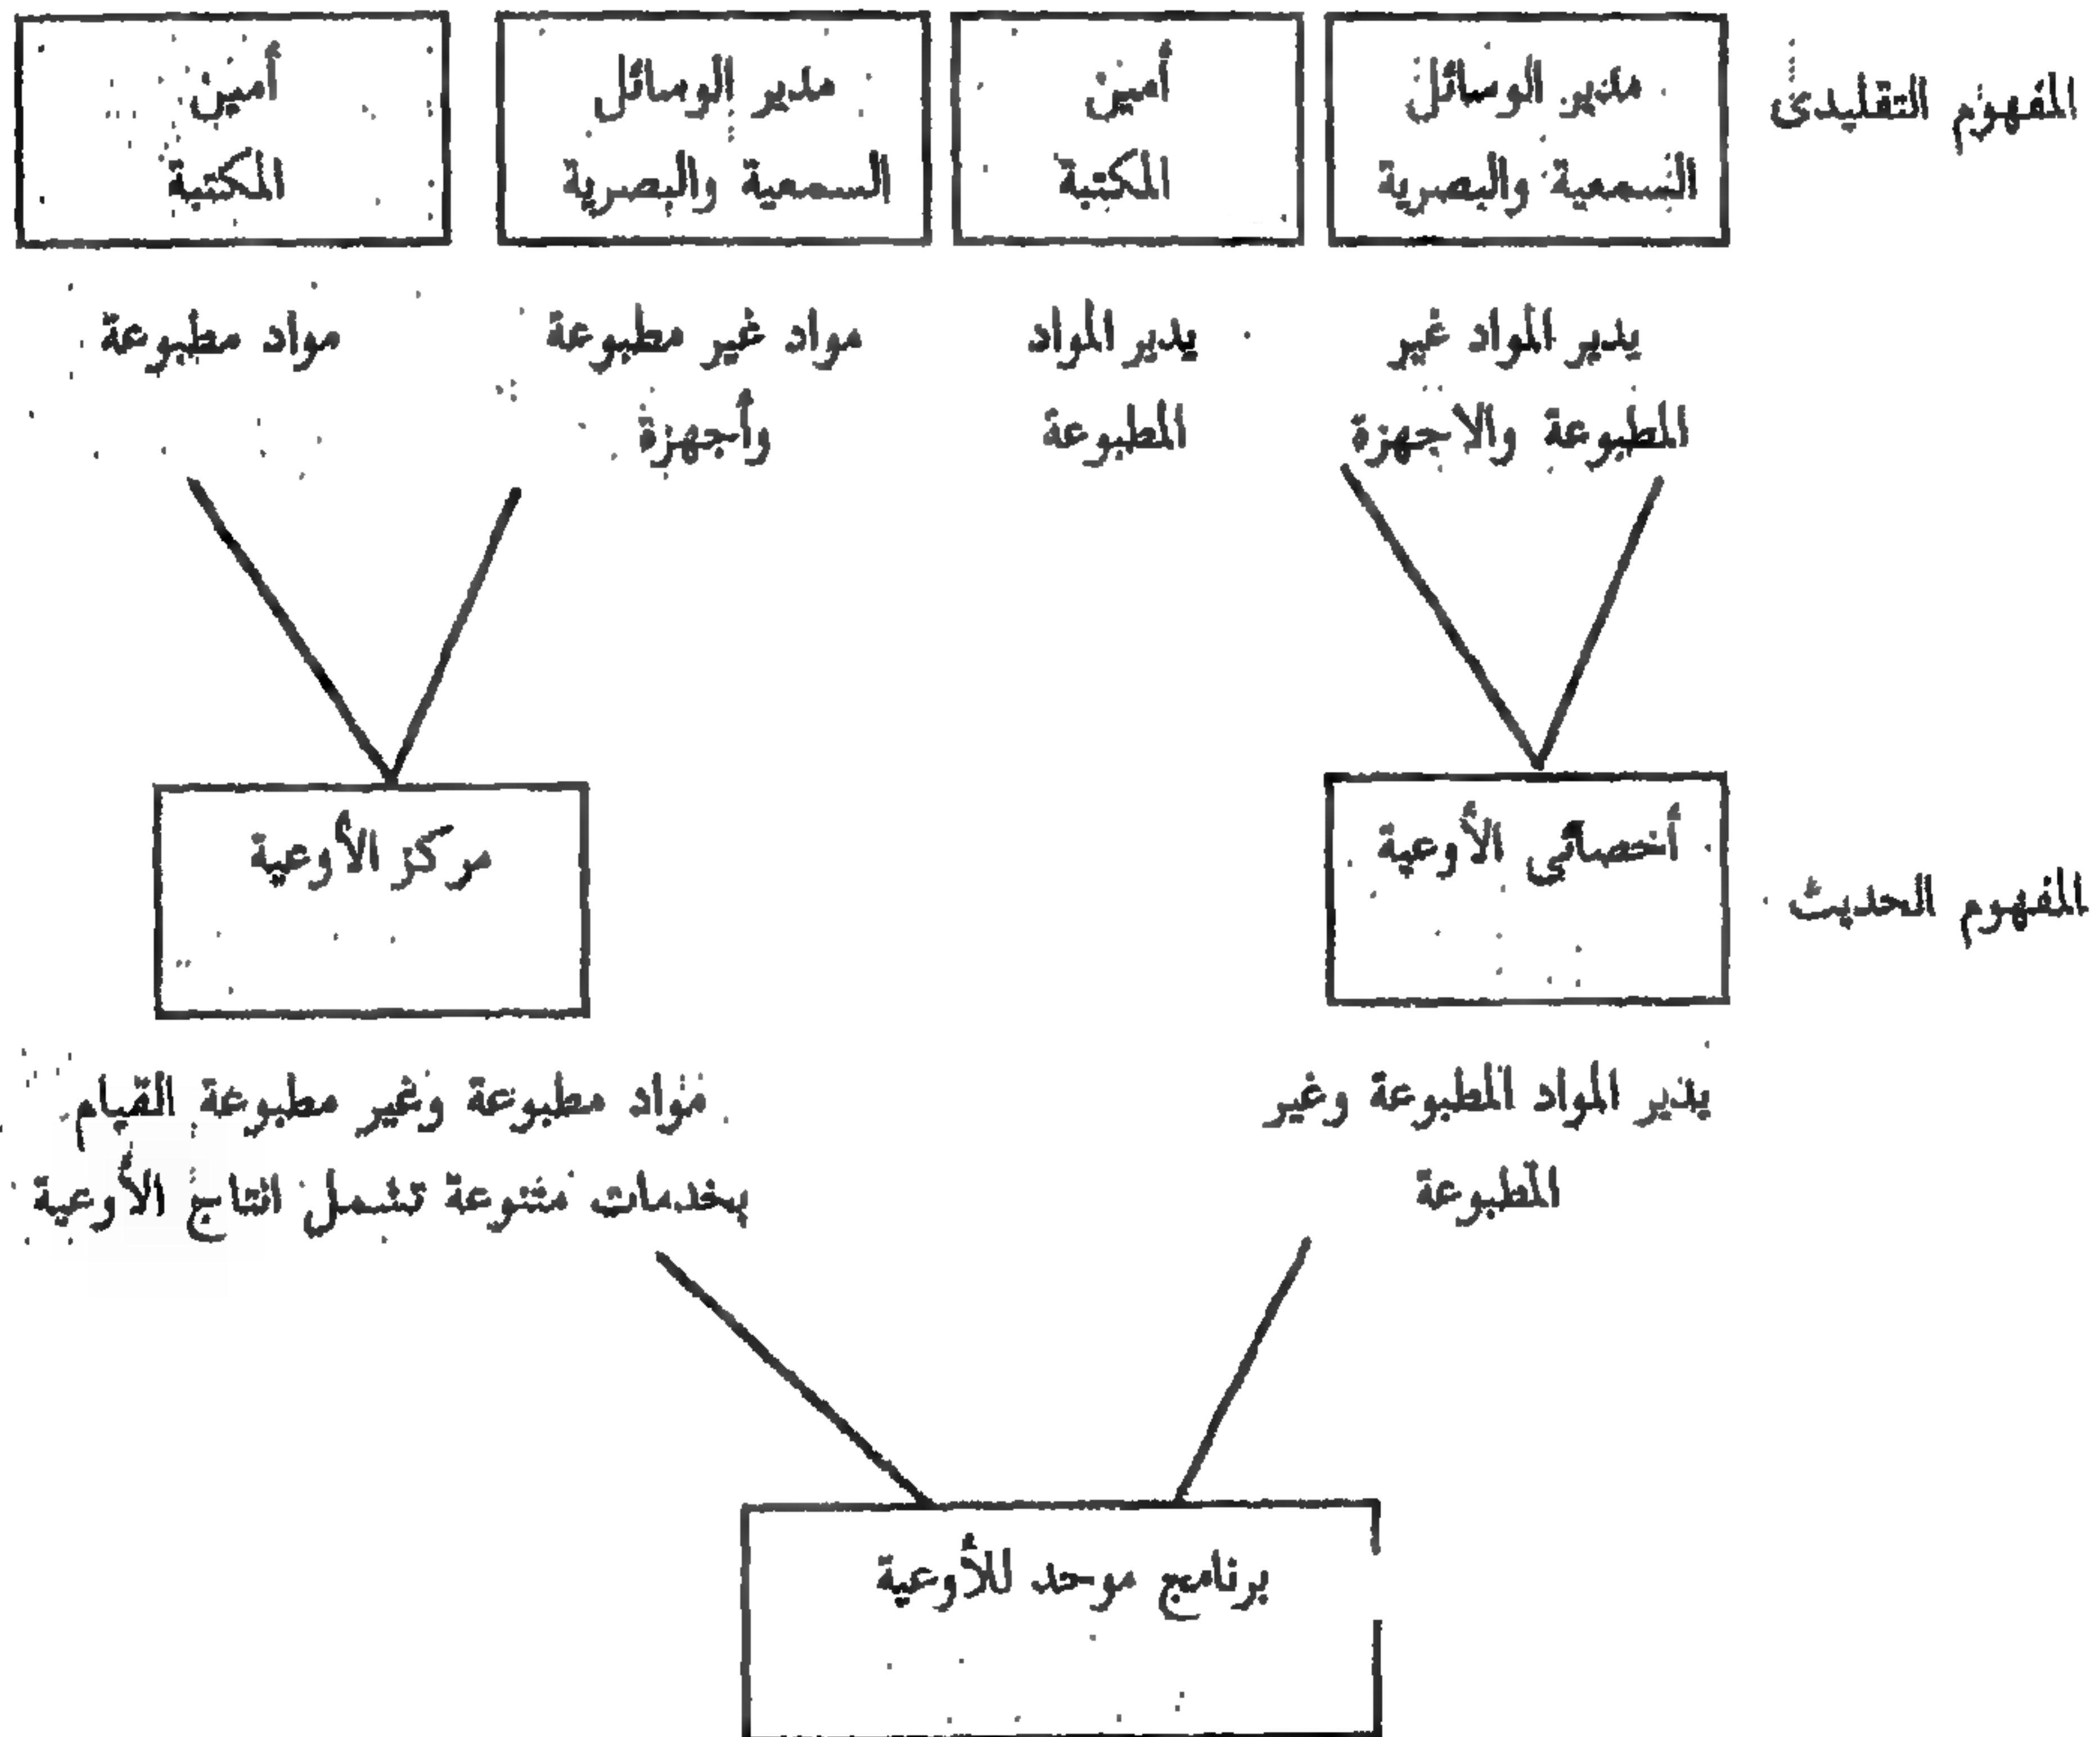 المفهوم التقليدى
مدير الوسائل
السمعية والبصرية
أمين
المكتبة
مدير الوسائل
السمعية والبصرية
أمين
المكتبة
يدير المواد غير
المطبوعة والاجهزة
يدير المواد
المطبوعة
مواد غير مطبوعة
وأجهزة
مواد مطبوعة
المفهوم الحديث
أخصائى الأوعية
مركز الأوعية
يدير المواد المطبوعة وغير
المطبوعة
مواد مطبوعة وغير مطبوعة القيام
بخدمات متنوعة تشمل انتاج الأوعية
برنامج موحد للأوعية